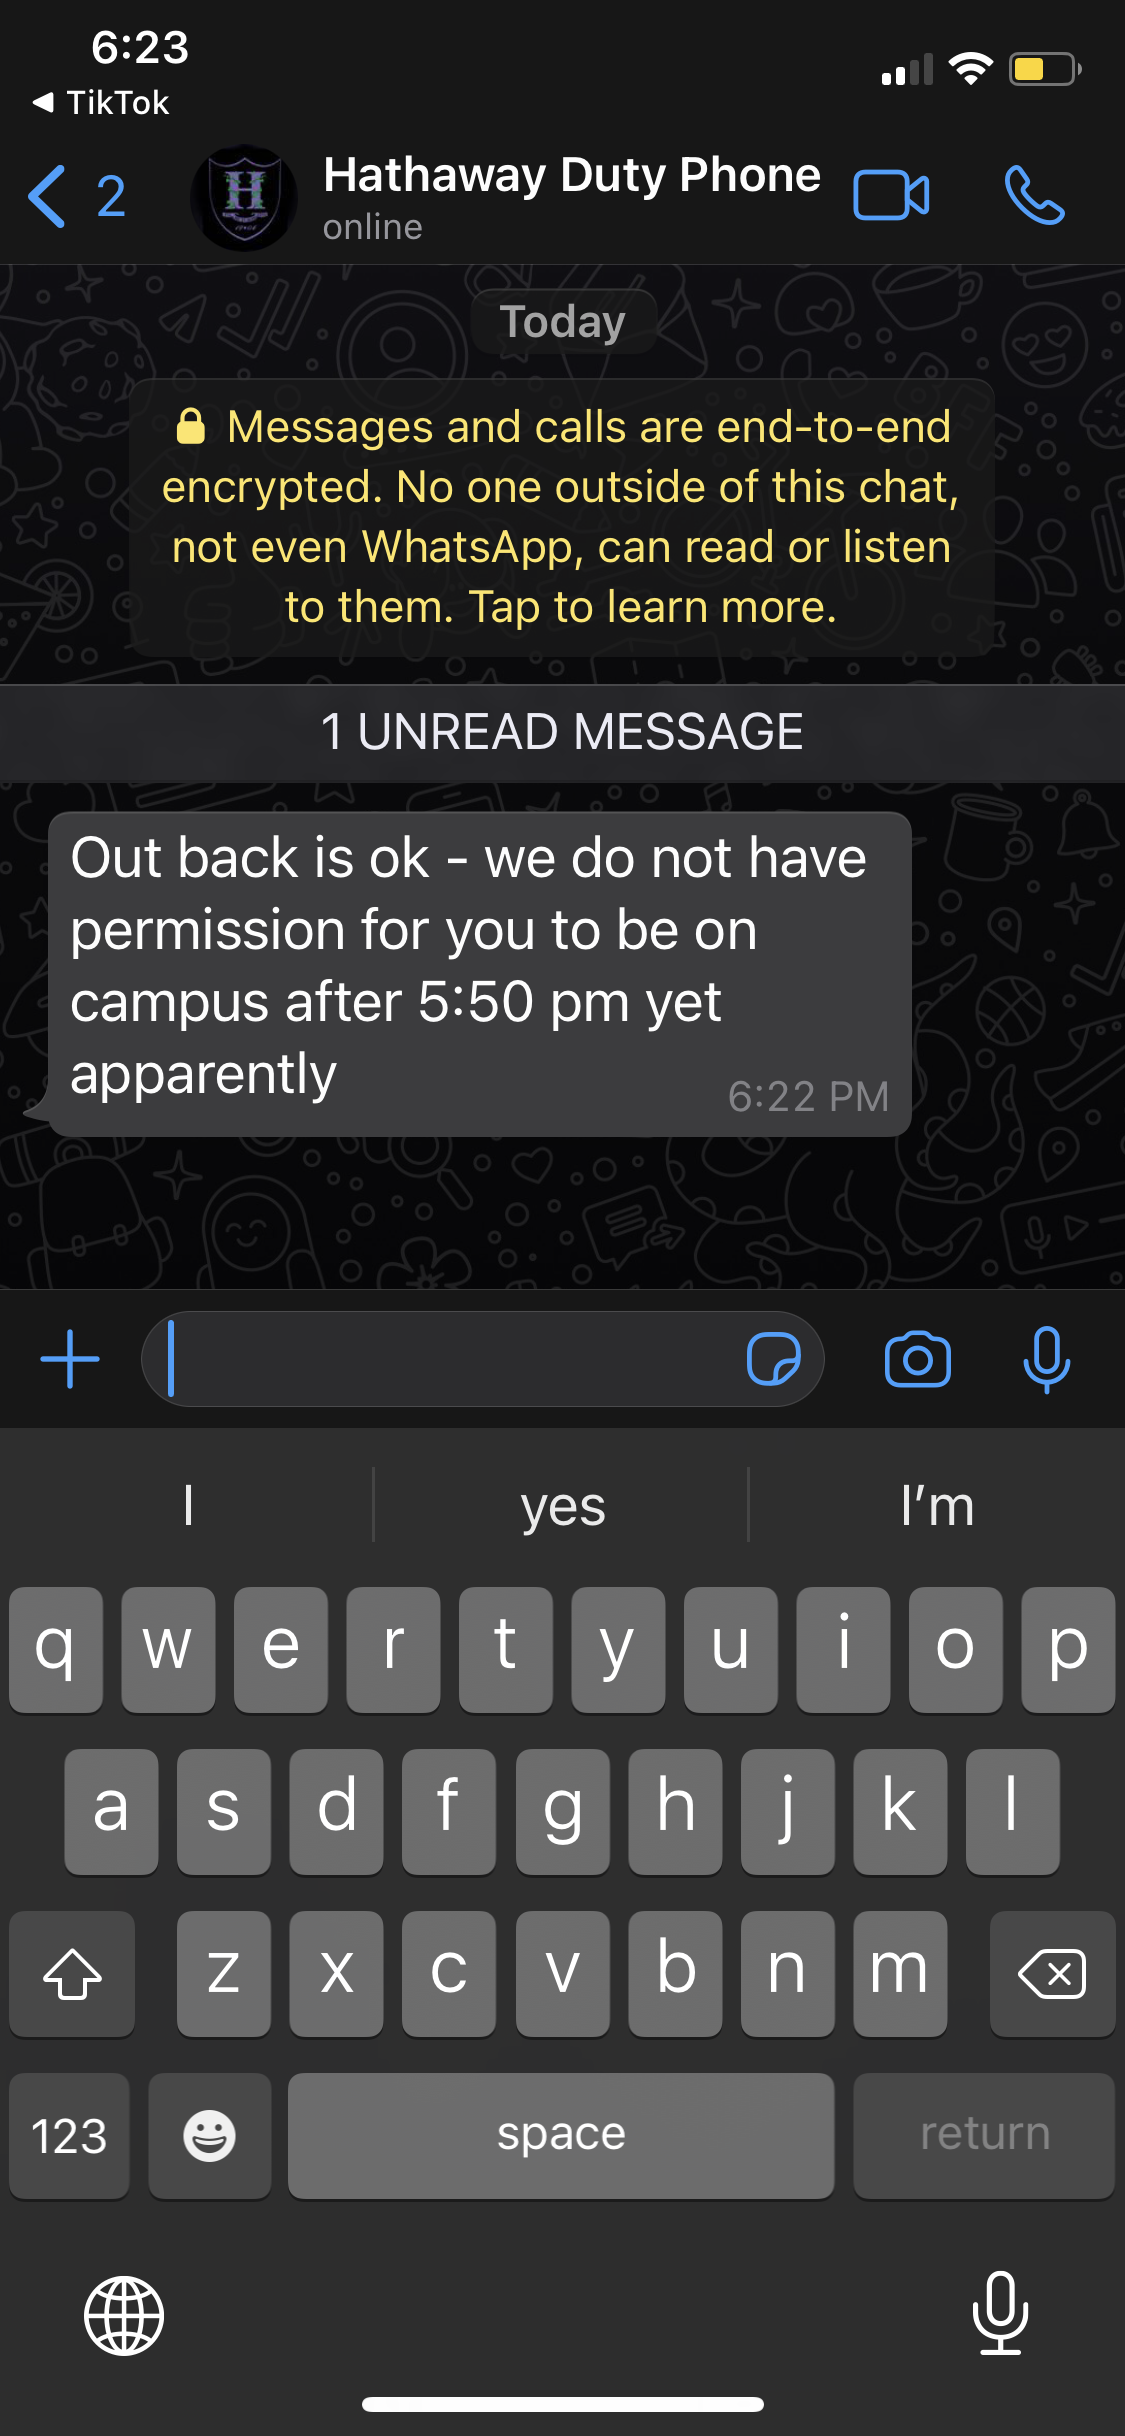 6:23
TikTok
2
H
Hathaway Duty Phone
online
Today
Messages and calls are end-to-end
encrypted. No one outside of this chat,
not even WhatsApp, can read or listen
to them. Tap to learn more.
1 UNREAD MESSAGE
Out back is ok - we do not have
permission for you to be on
campus after 5:50 pm yet
apparently
6:22 PM
I
yes
I'm
q w e r t y u i o p
a s d f g h j k l
z x c v b n m
123
space
return